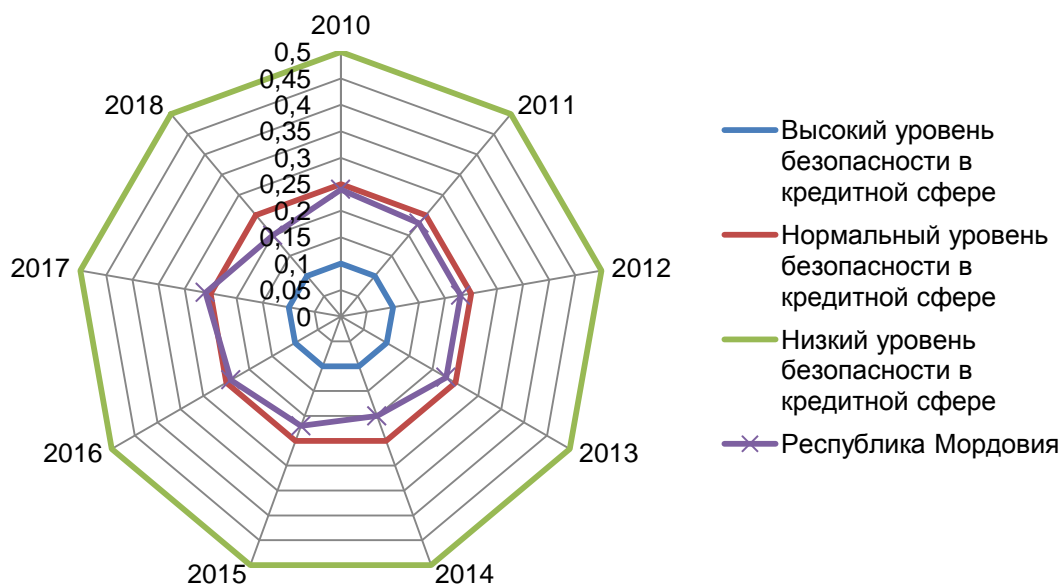 2010
0,5
0,45
0,4
0,35
0,3
0,25
0,2
0,15
0,1
0,05
0
2011
2012
2013
2014
2015
2016
2017
2018
Высокий уровень
безопасности в
кредитной сфере
Нормальный уровень
безопасности в
кредитной сфере
Низкий уровень
безопасности в
кредитной сфере
Республика Мордовия